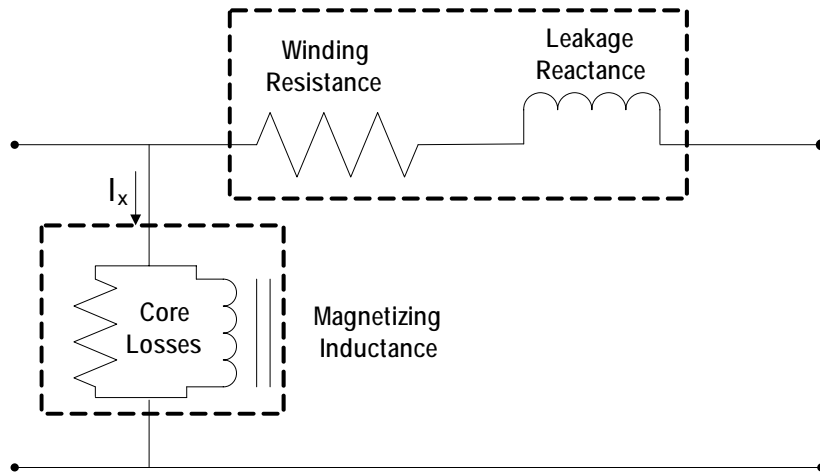 Winding
Resistance
Leakage
Reactance
Ix
Core
Losses
Magnetizing
Inductance